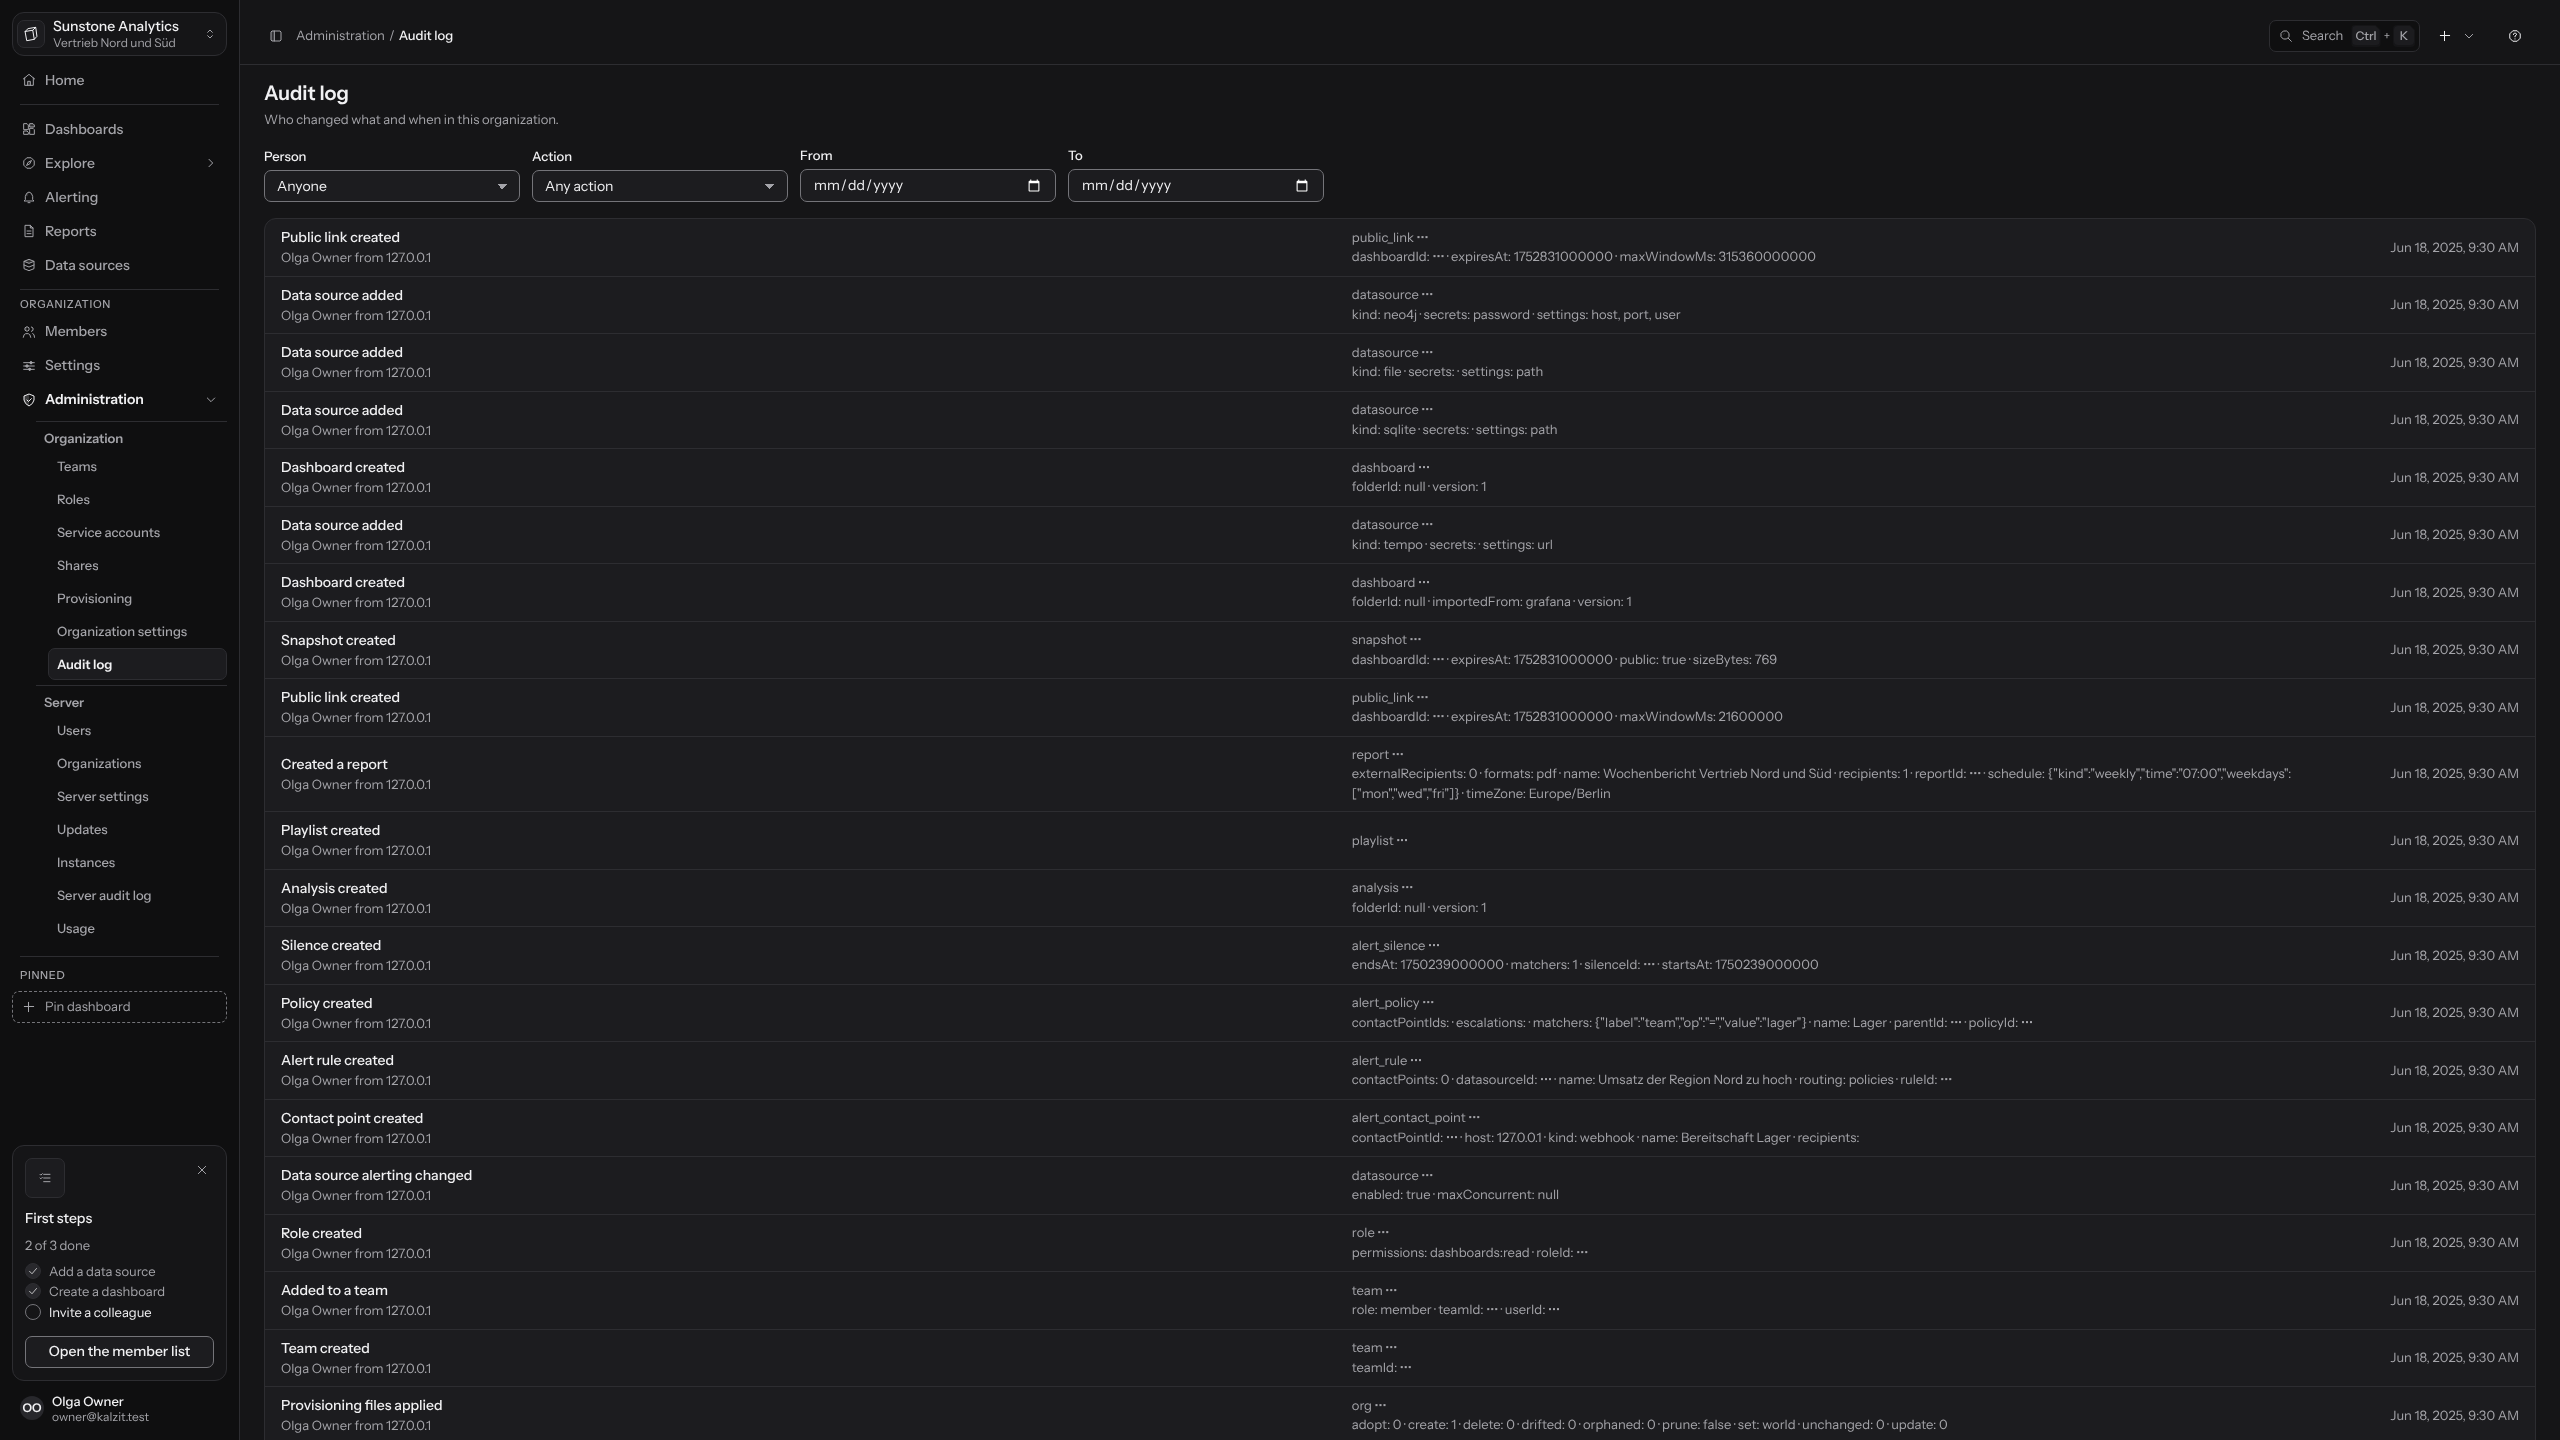 Sunstone Analytics
Vertrieb Nord und Süd
Home
Dashboards
Explore
Alerting
Reports
Data sources
ORGANIZATION
Members
Settings
Administration
Organization
Teams
Roles
Service accounts
Shares
Provisioning
Organization settings
Audit log
Server
Users
Organizations
Server settings
Updates
Instances
Server audit log
Usage
PINNED
Pin dashboard
First steps
2 of 3 done
Add a data source
Create a dashboard
Invite a colleague
Open the member list
OO Olga Owner
owner@kalzit.test
Administration / Audit log
Search Ctrl + K
Audit log
Who changed what and when in this organization.
Person Action From To
Anyone Any action mm/dd/yyyy mm/dd/yyyy
Public link created
Olga Owner from 127.0.0.1
public_link ···
dashboardId: ··· · expiresAt: 1752831000000 · maxWindowMs: 315360000000
Jun 18, 2025, 9:30 AM
Data source added
Olga Owner from 127.0.0.1
datasource ···
kind: neo4j · secrets: password · settings: host, port, user
Jun 18, 2025, 9:30 AM
Data source added
Olga Owner from 127.0.0.1
datasource ···
kind: file · secrets: · settings: path
Jun 18, 2025, 9:30 AM
Data source added
Olga Owner from 127.0.0.1
datasource ···
kind: sqlite · secrets: · settings: path
Jun 18, 2025, 9:30 AM
Dashboard created
Olga Owner from 127.0.0.1
dashboard ···
folderId: null · version: 1
Jun 18, 2025, 9:30 AM
Data source added
Olga Owner from 127.0.0.1
datasource ···
kind: tempo · secrets: · settings: url
Jun 18, 2025, 9:30 AM
Dashboard created
Olga Owner from 127.0.0.1
dashboard ···
folderId: null · importedFrom: grafana · version: 1
Jun 18, 2025, 9:30 AM
Snapshot created
Olga Owner from 127.0.0.1
snapshot ···
dashboardId: ··· · expiresAt: 1752831000000 · public: true · sizeBytes: 769
Jun 18, 2025, 9:30 AM
Public link created
Olga Owner from 127.0.0.1
public_link ···
dashboardId: ··· · expiresAt: 1752831000000 · maxWindowMs: 21600000
Jun 18, 2025, 9:30 AM
Created a report
Olga Owner from 127.0.0.1
report ···
externalRecipients: 0 · formats: pdf · name: Wochenbericht Vertrieb Nord und Süd · recipients: 1 · reportId: ··· · schedule: {"kind":"weekly","time":"07:00","weekdays":
["mon","wed","fri"]} · timeZone: Europe/Berlin
Jun 18, 2025, 9:30 AM
Playlist created
Olga Owner from 127.0.0.1
playlist ···
Jun 18, 2025, 9:30 AM
Analysis created
Olga Owner from 127.0.0.1
analysis ···
folderId: null · version: 1
Jun 18, 2025, 9:30 AM
Silence created
Olga Owner from 127.0.0.1
alert_silence ···
endsAt: 1750239000000 · matchers: 1 · silenceId: ··· · startsAt: 1750239000000
Jun 18, 2025, 9:30 AM
Policy created
Olga Owner from 127.0.0.1
alert_policy ···
contactPointIds: · escalations: · matchers: {"label":"team","op":"=","value":"lager"} · name: Lager · parentId: ··· · policyId: ···
Jun 18, 2025, 9:30 AM
Alert rule created
Olga Owner from 127.0.0.1
alert_rule ···
contactPoints: 0 · datasourceId: ··· · name: Umsatz der Region Nord zu hoch · routing: policies · ruleId: ···
Jun 18, 2025, 9:30 AM
Contact point created
Olga Owner from 127.0.0.1
alert_contact_point ···
contactPointId: ··· · host: 127.0.0.1 · kind: webhook · name: Bereitschaft Lager · recipients:
Jun 18, 2025, 9:30 AM
Data source alerting changed
Olga Owner from 127.0.0.1
datasource ···
enabled: true · maxConcurrent: null
Jun 18, 2025, 9:30 AM
Role created
Olga Owner from 127.0.0.1
role ···
permissions: dashboards:read · roleId: ···
Jun 18, 2025, 9:30 AM
Added to a team
Olga Owner from 127.0.0.1
team ···
role: member · teamId: ··· · userId: ···
Jun 18, 2025, 9:30 AM
Team created
Olga Owner from 127.0.0.1
team ···
teamId: ···
Jun 18, 2025, 9:30 AM
Provisioning files applied
Olga Owner from 127.0.0.1
org ···
adopt: 0 · create: 1 · delete: 0 · drifted: 0 · orphaned: 0 · prune: false · set: world · unchanged: 0 · update: 0
Jun 18, 2025, 9:30 AM